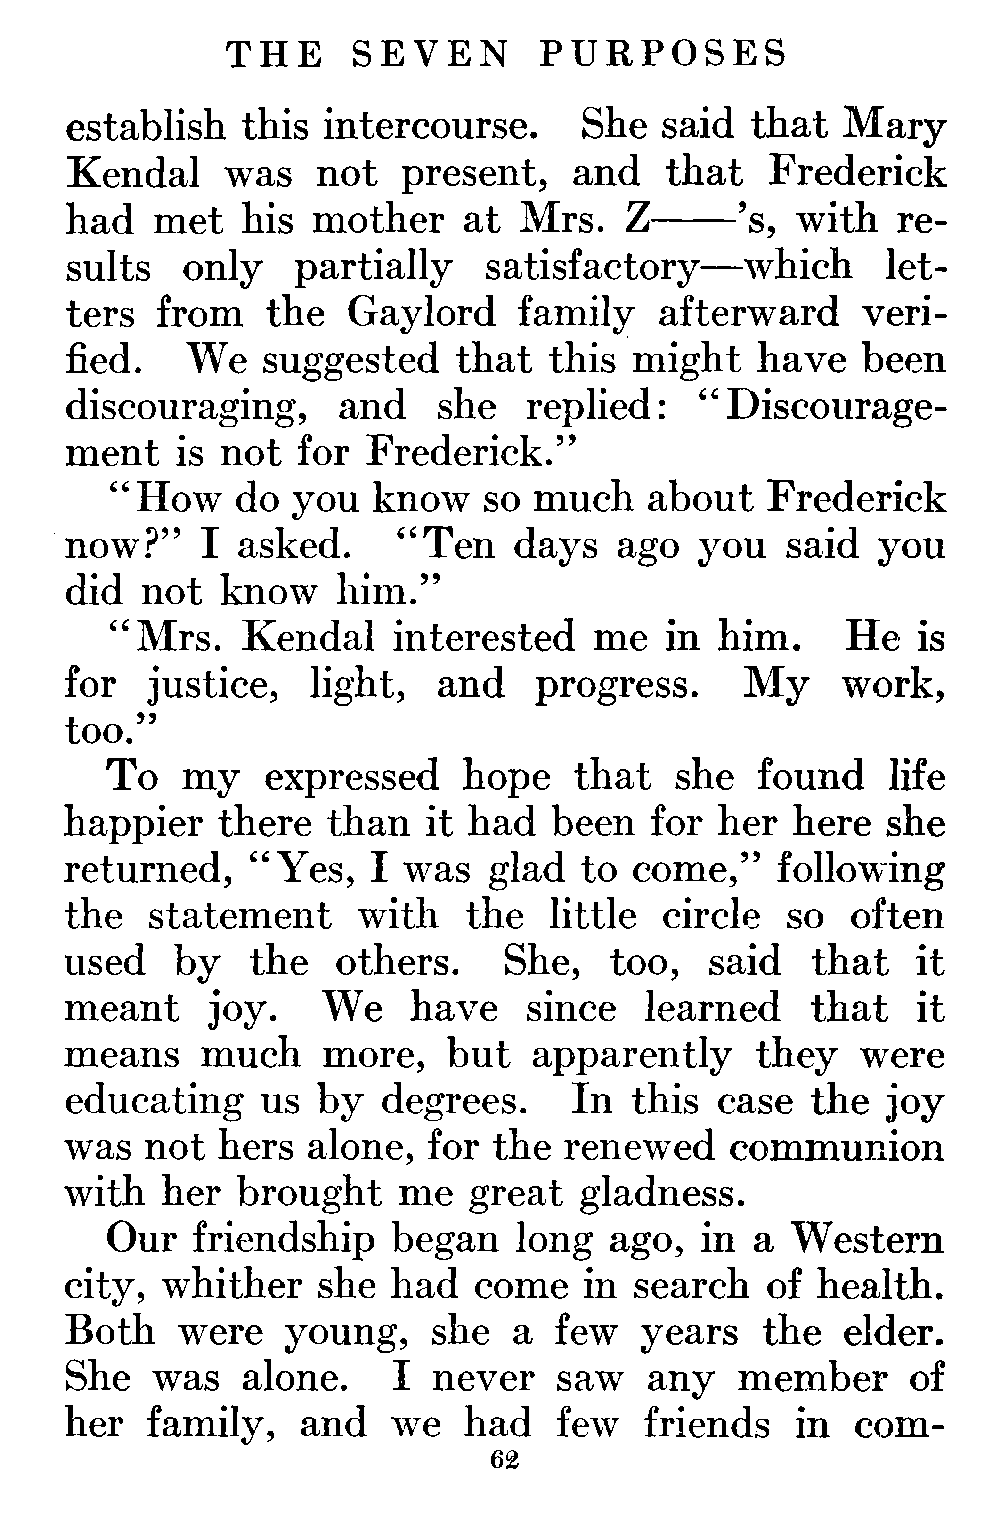 THE SEVEN PURPOSES
establish this intercourse. She said that Mary
Kendal was not present, and that Frederick
had met his mother at Mrs. Z——'s, with re-
sults only partially satisfactory—which let-
ters from the Gaylord family afterward veri-
fied. We suggested that this might have been
discouraging, and she replied: "Discourage-
ment is not for Frederick."
"How do you know so much about Frederick
now?" I asked. "Ten days ago you said you
did not know him."
"Mrs. Kendal interested me in him. He is
for justice, light, and progress. My work,
too."
To my expressed hope that she found life
happier there than it had been for her here she
returned, "Yes, I was glad to come," following
the statement with the little circle so often
used by the others. She, too, said that it
meant joy. We have since learned that it
means much more, but apparently they were
educating us by degrees. In this case the joy
was not hers alone, for the renewed communion
with her brought me great gladness.
Our friendship began long ago, in a Western
city, whither she had come in search of health.
Both were young, she a few years the elder.
She was alone. I never saw any member of
her family, and we had few friends in com-
62